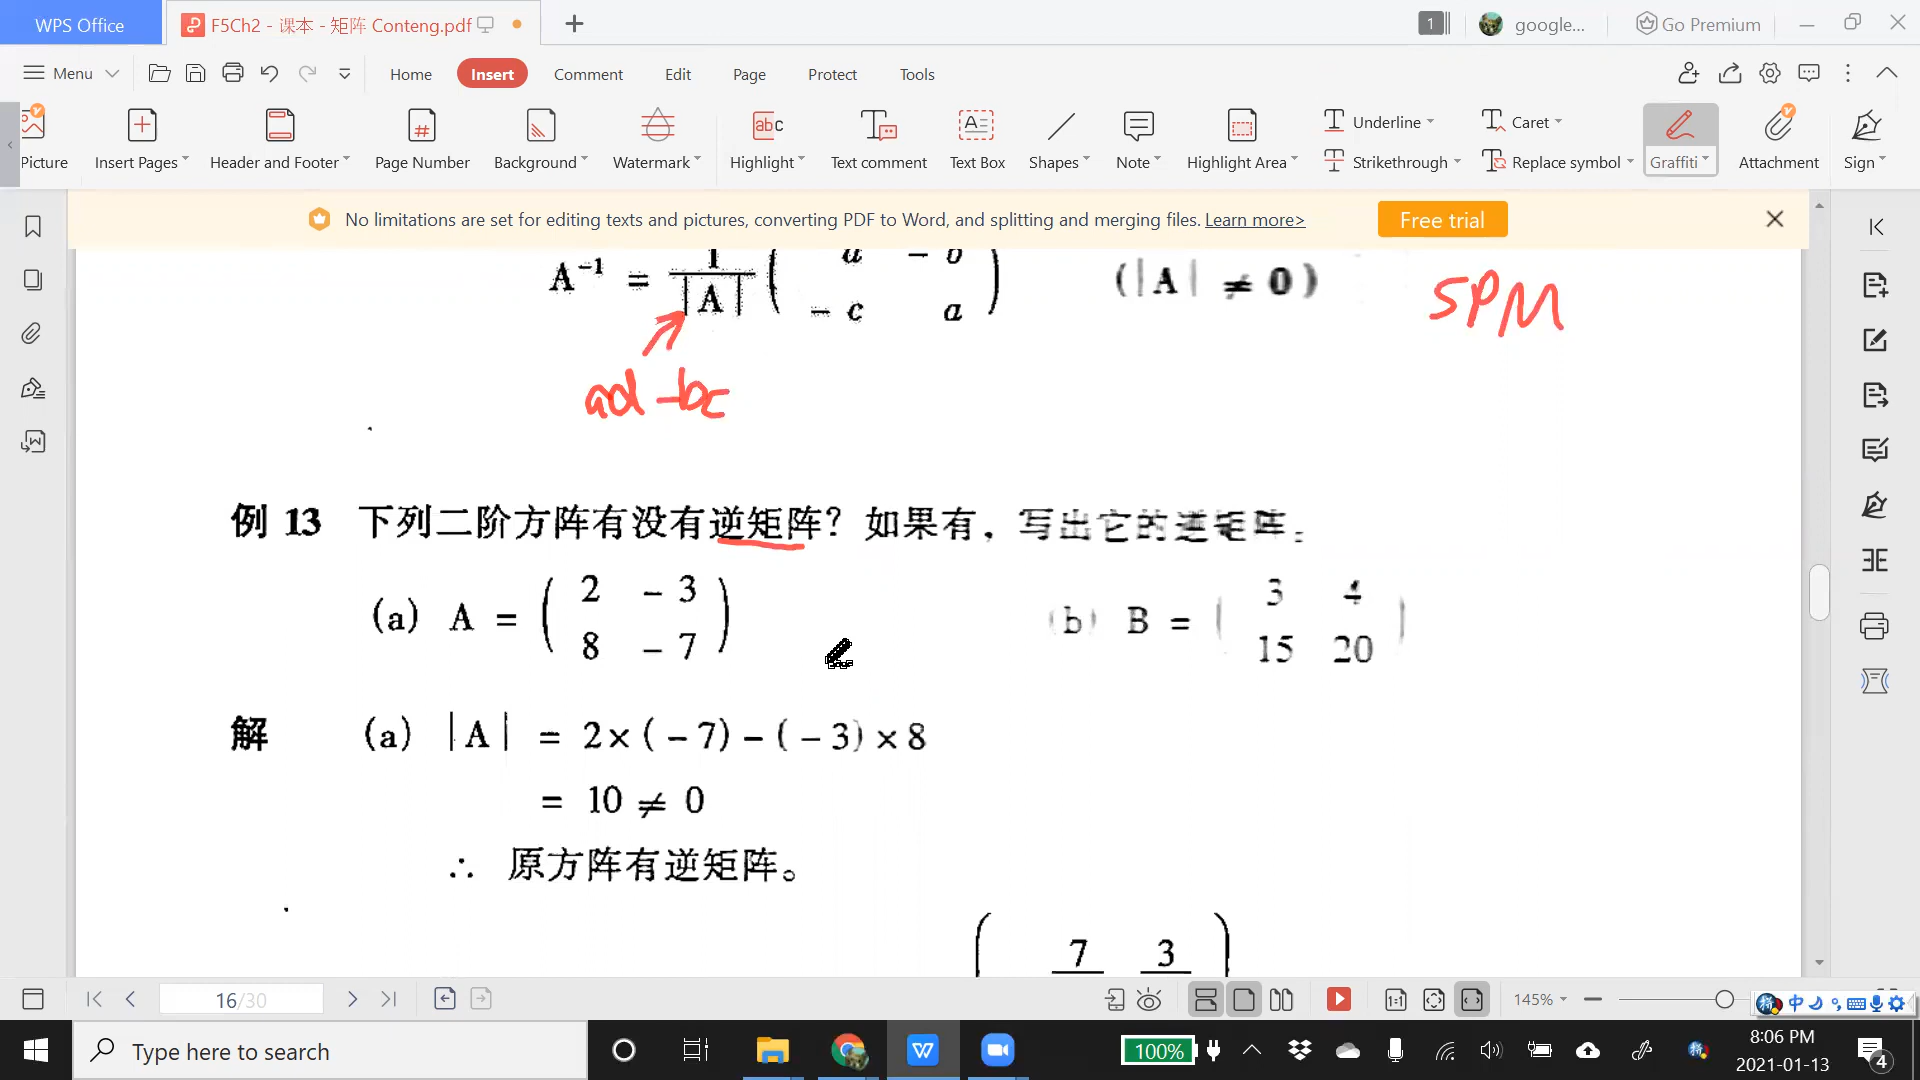 WPS Office
F5Ch2 - 课本 - 矩阵 Conteng.pdf
1
google...
Go Premium
Menu
Home
Insert
Comment
Edit
Page
Protect
Tools
Picture
Insert Pages
Header and Footer
Page Number
Background
Watermark
Highlight
Text comment
Text Box
Shapes
Note
Highlight Area
Underline
Strikethrough
Caret
Replace symbol
Graffiti
Attachment
Sign
No limitations are set for editing texts and pictures, converting PDF to Word, and splitting and merging files. Learn more>
Free trial
A⁻¹ = 1/|A| ( - b
- c a ) (|A| ≠ 0)
SPM
ad - bc
例 13 下列二阶方阵有没有逆矩阵？如果有，写出它的逆矩阵。
(a) A = ( 2 - 3
8 - 7 )
(b) B = ( 3 4
15 20 )
解 (a) |A| = 2×(-7)-(-3)×8
= 10 ≠ 0
∴ 原方阵有逆矩阵。
7 3
16/30
145%
中
Type here to search
100%
8:06 PM
2021-01-13
4